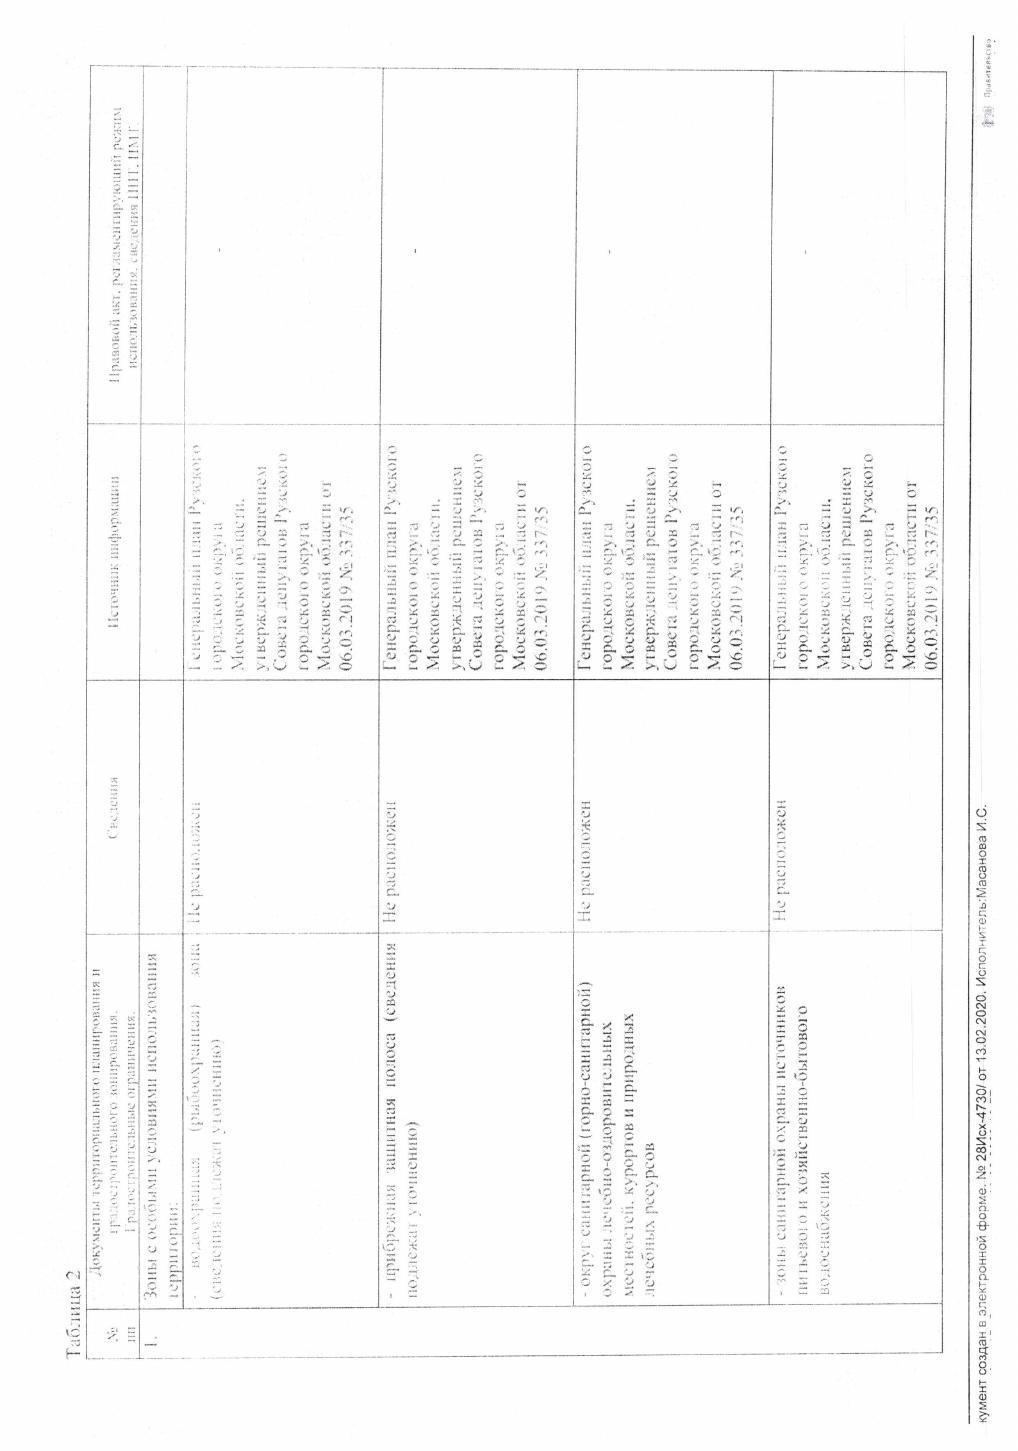 Таблица 2
№
пп
Документы территориального планирования и
градостроительного зонирования.
Градостроительные ограничения.
Сведения
Источник информации
Правовой акт, регламентирующий режим
использования, сведения ППТ, ПМТ.
1.
Зоны с особыми условиями использования
территории:
- водоохранная (рыбоохранная) зона
(сведения подлежат уточнению)
Не расположен
Генеральный план Рузского
городского округа
Московской области,
утвержденный решением
Совета депутатов Рузского
городского округа
Московской области от
06.03.2019 № 337/35
-
- прибрежная защитная полоса (сведения
подлежат уточнению)
Не расположен
Генеральный план Рузского
городского округа
Московской области,
утвержденный решением
Совета депутатов Рузского
городского округа
Московской области от
06.03.2019 № 337/35
-
- округ санитарной (горно-санитарной)
охраны лечебно-оздоровительных
местностей, курортов и природных
лечебных ресурсов
Не расположен
Генеральный план Рузского
городского округа
Московской области,
утвержденный решением
Совета депутатов Рузского
городского округа
Московской области от
06.03.2019 № 337/35
-
- зоны санитарной охраны источников
питьевого и хозяйственно-бытового
водоснабжения
Не расположен
Генеральный план Рузского
городского округа
Московской области,
утвержденный решением
Совета депутатов Рузского
городского округа
Московской области от
06.03.2019 № 337/35
-
кумент создан в электронной форме. № 28Исх-4730/ от 13.02.2020. Исполнитель:Масанова И.С.
Правительство